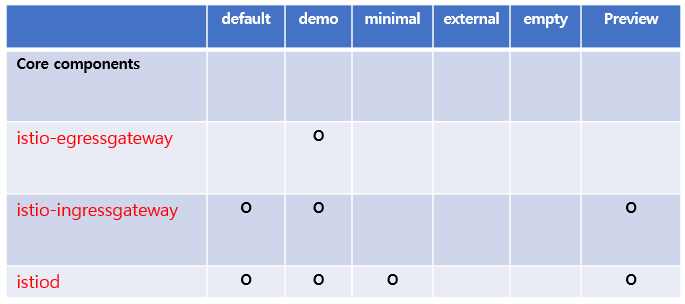 default demo minimal external empty Preview
Core components
istio-egressgateway O
istio-ingressgateway O O O
istiod O O O O